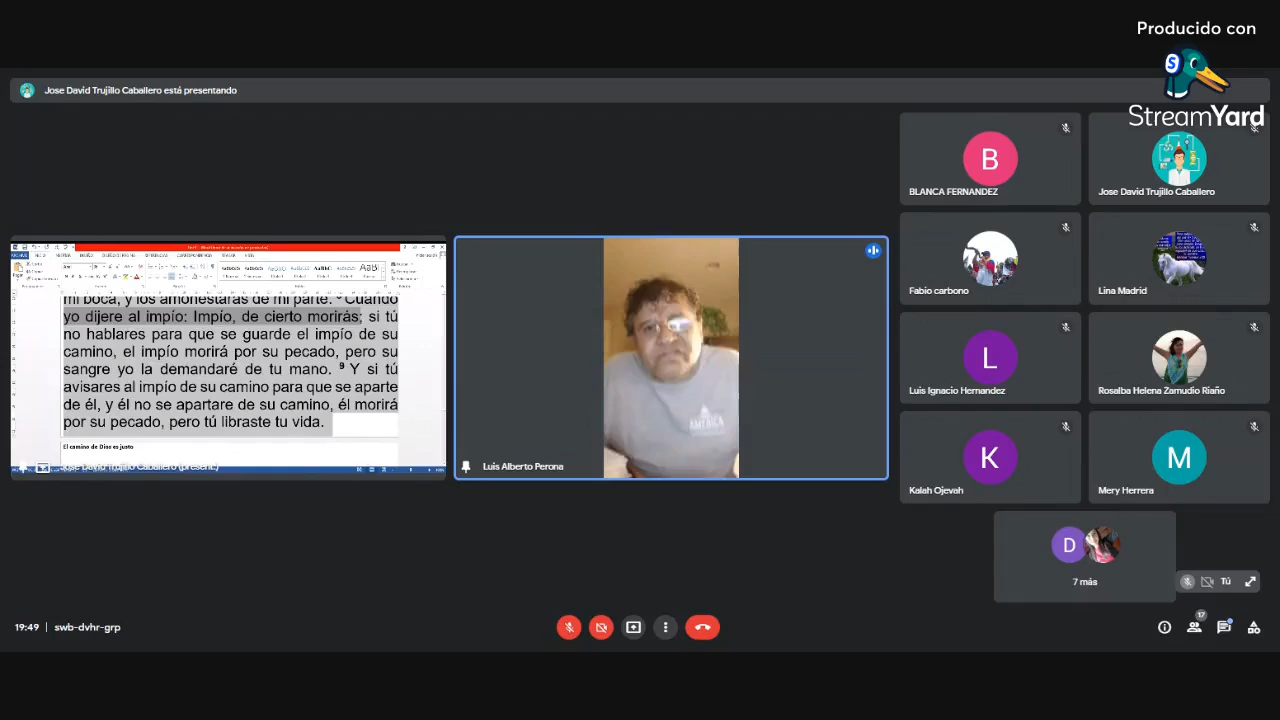 Producido con
StreamYard
Jose David Trujillo Caballero está presentando
mi boca, y los amonestarás de mi parte. 8 Cuando
yo dijere al impío: Impío, de cierto morirás; si tú
no hablares para que se guarde el impío de su
camino, el impío morirá por su pecado, pero su
sangre yo la demandaré de tu mano. 9 Y si tú
avisares al impío de su camino para que se aparte
de él, y él no se apartare de su camino, él morirá
por su pecado, pero tú libraste tu vida.
El camino de Dios es justo
Jose David Trujillo Caballero (present.)
AMERICA
Luis Alberto Perona
B
BLANCA FERNANDEZ
Jose David Trujillo Caballero
Fabio carbono
Lina Madrid
L
Luis Ignacio Hernandez
Rosalba Helena Zamudio Riaño
K
Kalah Ojevah
M
Mery Herrera
D
7 más
Tú
19:49 | swb-dvhr-grp
17